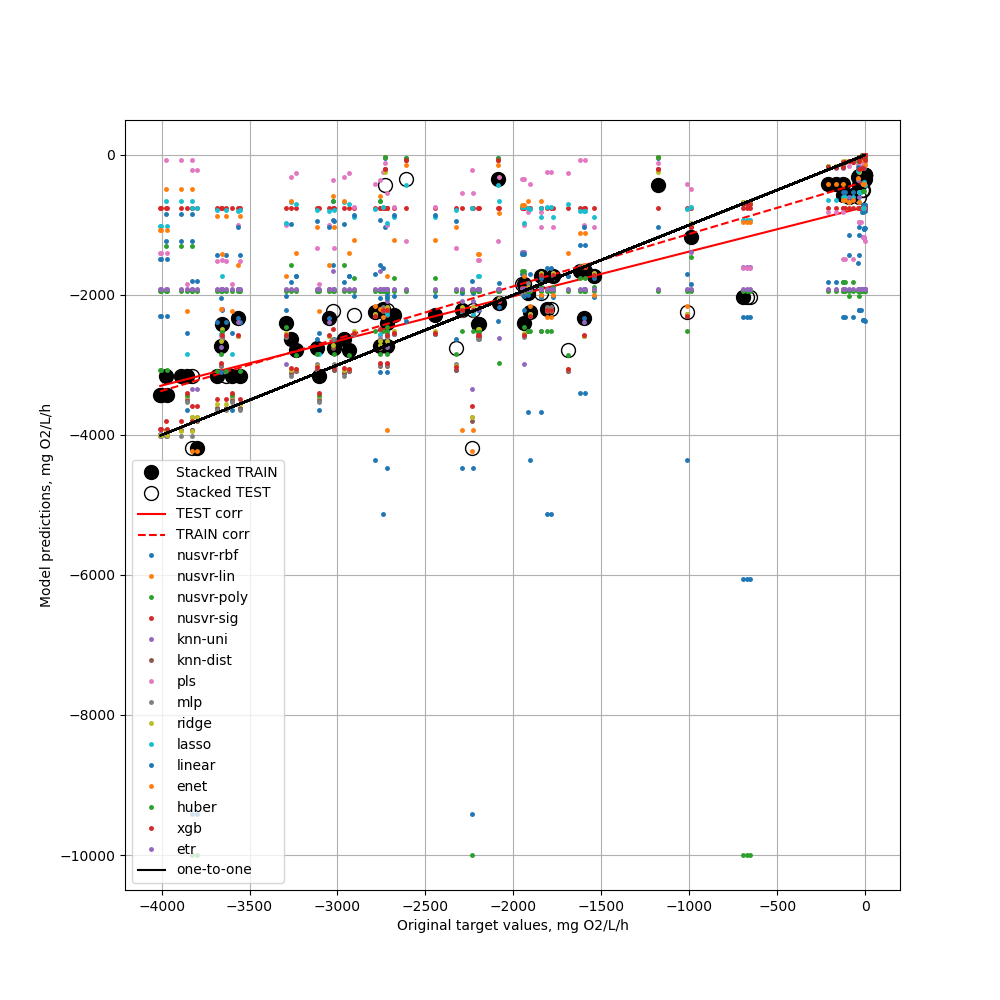 0
−2000
−4000
−6000
−8000
−10000
Model predictions, mg O2/L/h
Stacked TRAIN
Stacked TEST
TEST corr
TRAIN corr
nusvr-rbf
nusvr-lin
nusvr-poly
nusvr-sig
knn-uni
knn-dist
pls
mlp
ridge
lasso
linear
enet
huber
xgb
etr
one-to-one
−4000 −3500 −3000 −2500 −2000 −1500 −1000 −500 0
Original target values, mg O2/L/h